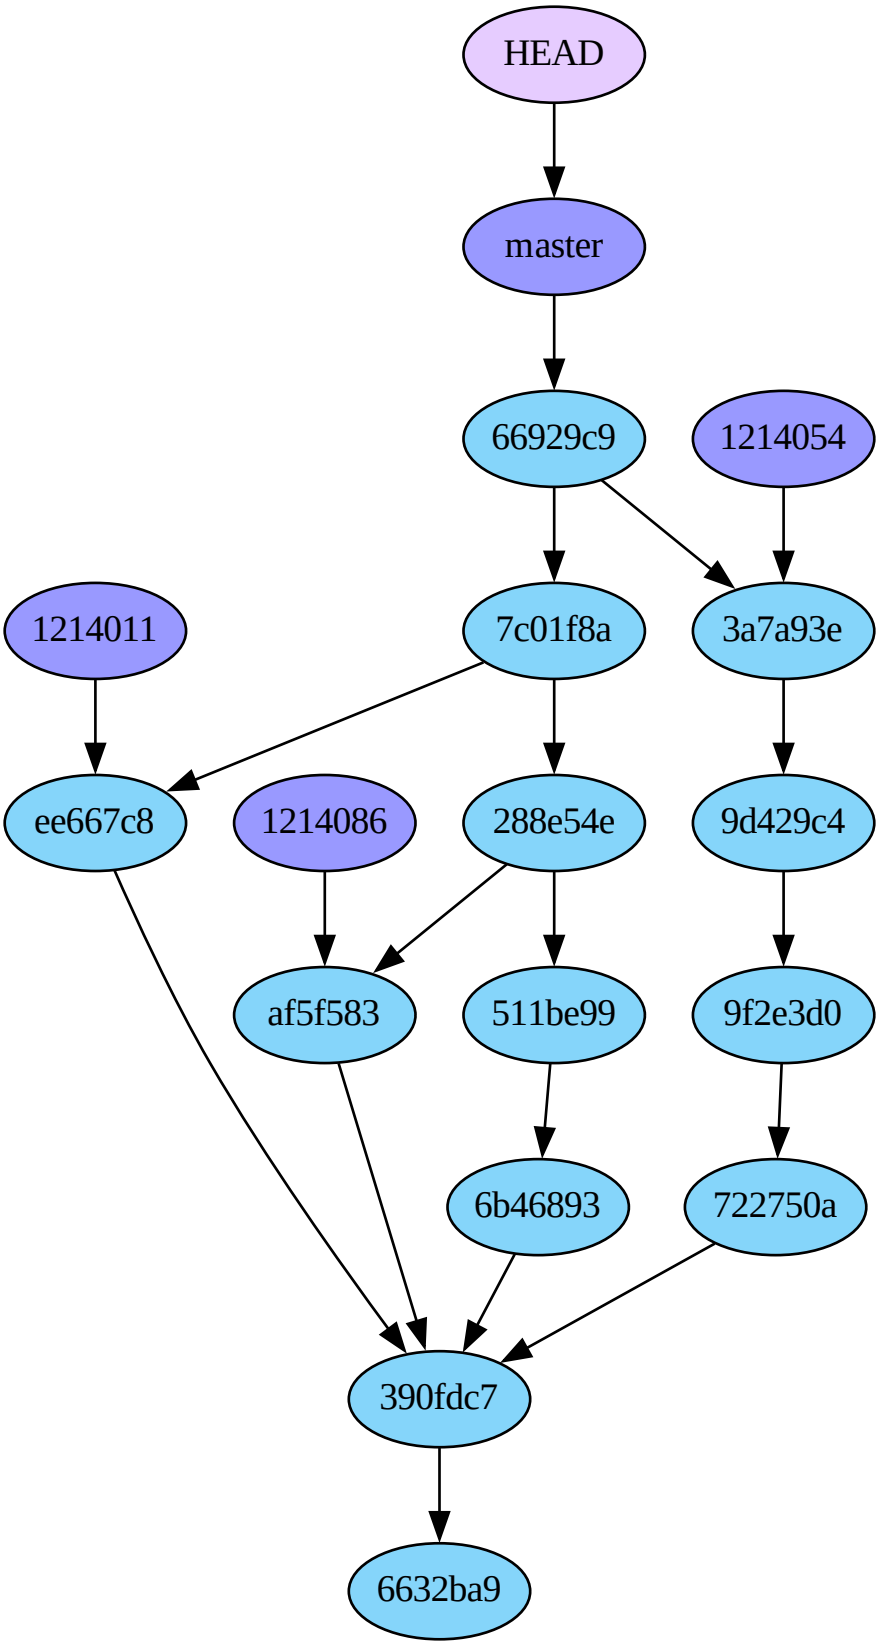 HEAD
master
66929c9
1214054
1214011
7c01f8a
3a7a93e
ee667c8
1214086
288e54e
9d429c4
af5f583
511be99
9f2e3d0
6b46893
722750a
390fdc7
6632ba9